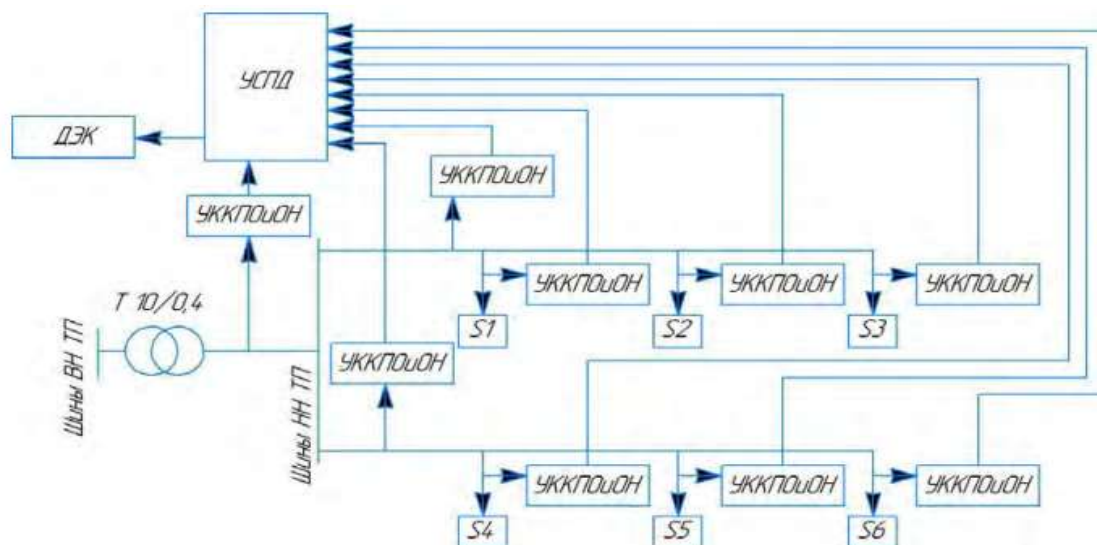 УСПД
ДЭК
УККПОиОН
УККПОиОН
Т 10/0,4
УККПОиОН
УККПОиОН
УККПОиОН
S1
S2
S3
Шины ВН ТП
Шины НН ТП
УККПОиОН
УККПОиОН
УККПОиОН
УККПОиОН
S4
S5
S6